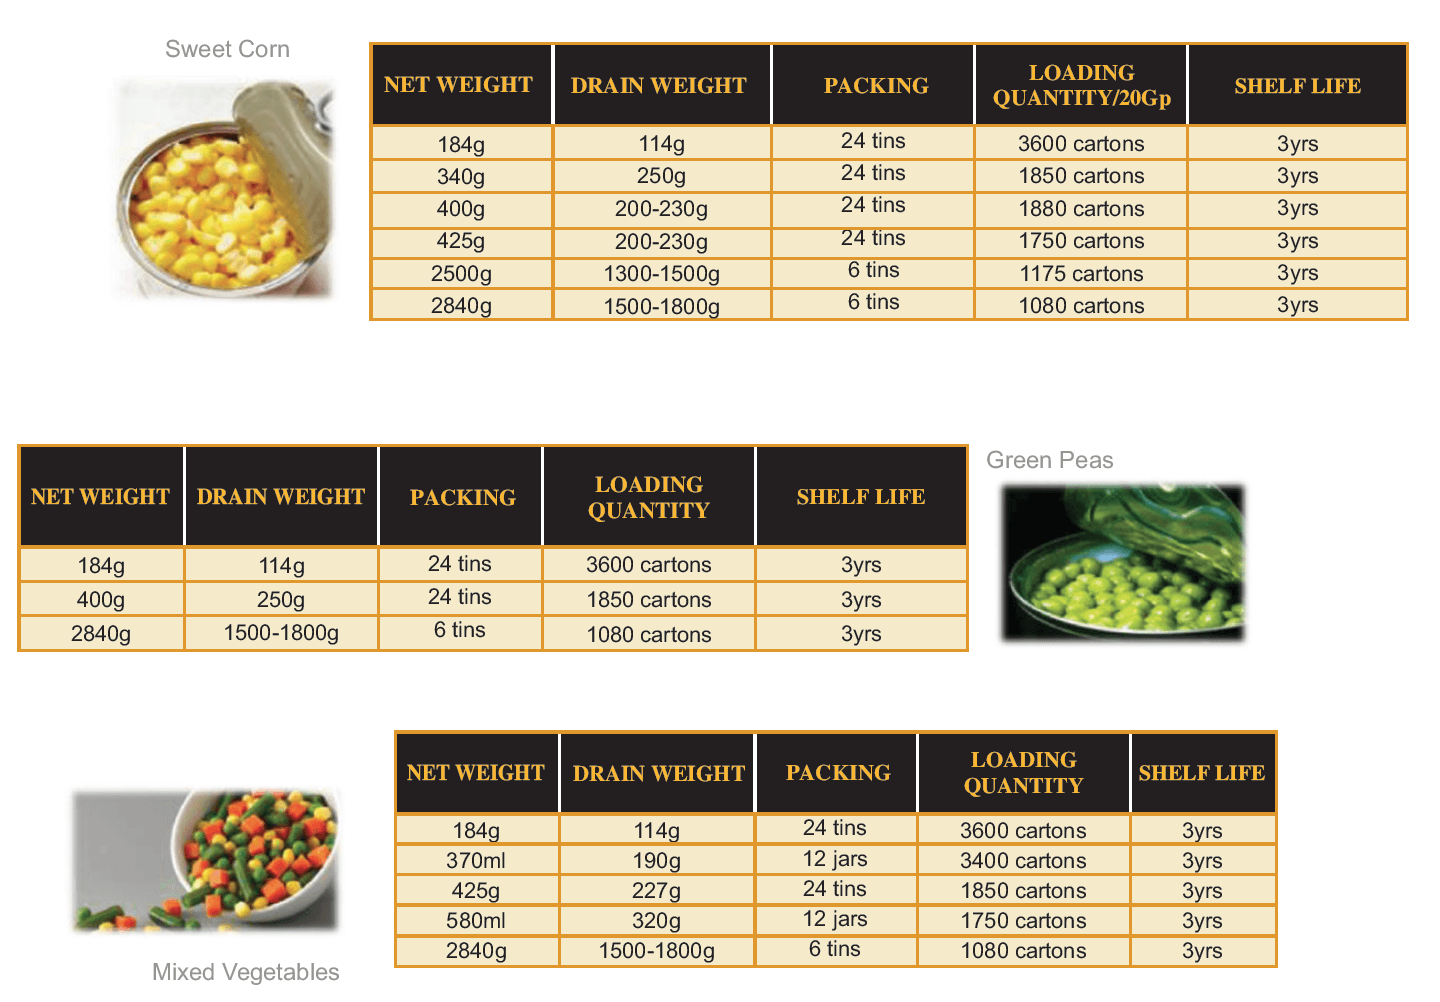 Sweet Corn
NET WEIGHT DRAIN WEIGHT PACKING LOADING QUANTITY/20Gp SHELF LIFE
184g 114g 24 tins 3600 cartons 3yrs
340g 250g 24 tins 1850 cartons 3yrs
400g 200-230g 24 tins 1880 cartons 3yrs
425g 200-230g 24 tins 1750 cartons 3yrs
2500g 1300-1500g 6 tins 1175 cartons 3yrs
2840g 1500-1800g 6 tins 1080 cartons 3yrs
Green Peas
NET WEIGHT DRAIN WEIGHT PACKING LOADING QUANTITY SHELF LIFE
184g 114g 24 tins 3600 cartons 3yrs
400g 250g 24 tins 1850 cartons 3yrs
2840g 1500-1800g 6 tins 1080 cartons 3yrs
NET WEIGHT DRAIN WEIGHT PACKING LOADING QUANTITY SHELF LIFE
184g 114g 24 tins 3600 cartons 3yrs
370ml 190g 12 jars 3400 cartons 3yrs
425g 227g 24 tins 1850 cartons 3yrs
580ml 320g 12 jars 1750 cartons 3yrs
2840g 1500-1800g 6 tins 1080 cartons 3yrs
Mixed Vegetables